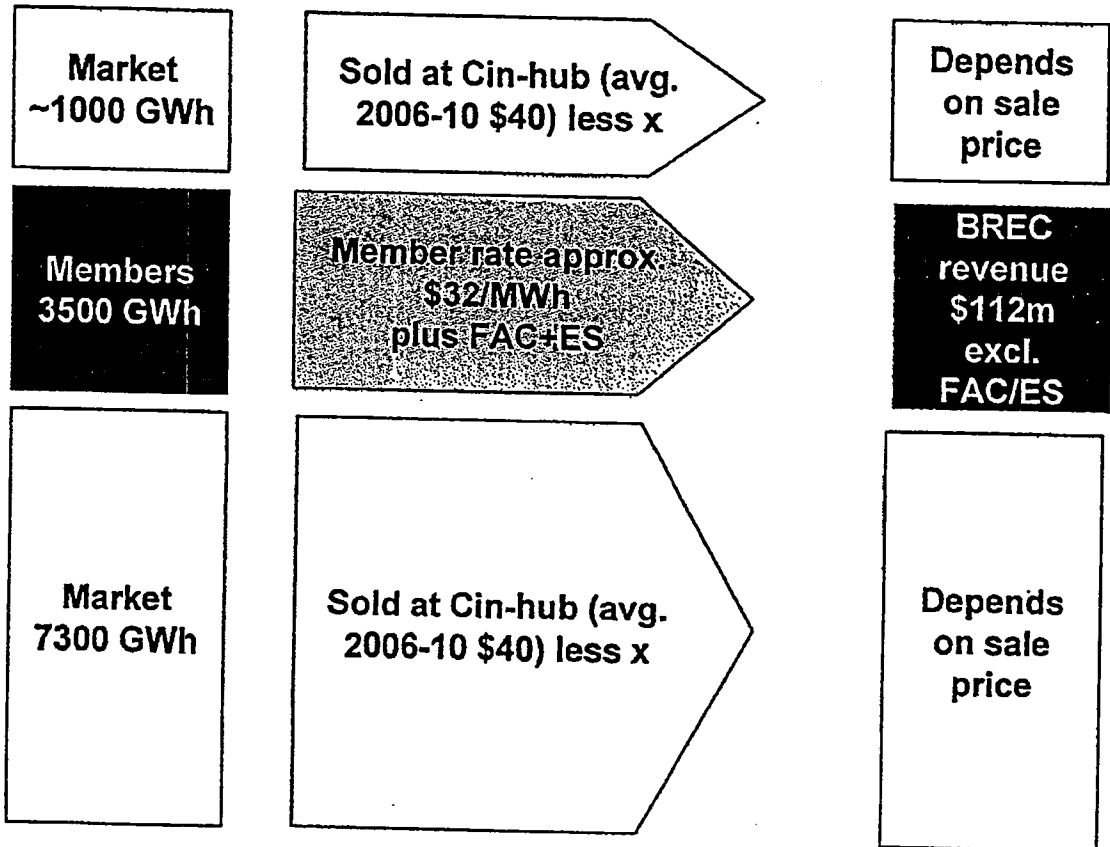 Market
~1000 GWh
Sold at Cin-hub (avg.
2006-10 $40) less x
Depends
on sale
price
Members
3500 GWh
Member rate approx.
$32/MWh
plus FAC+ES
BREC
revenue
$112m
excl.
FAC/ES
Market
7300 GWh
Sold at Cin-hub (avg.
2006-10 $40) less x
Depends
on sale
price